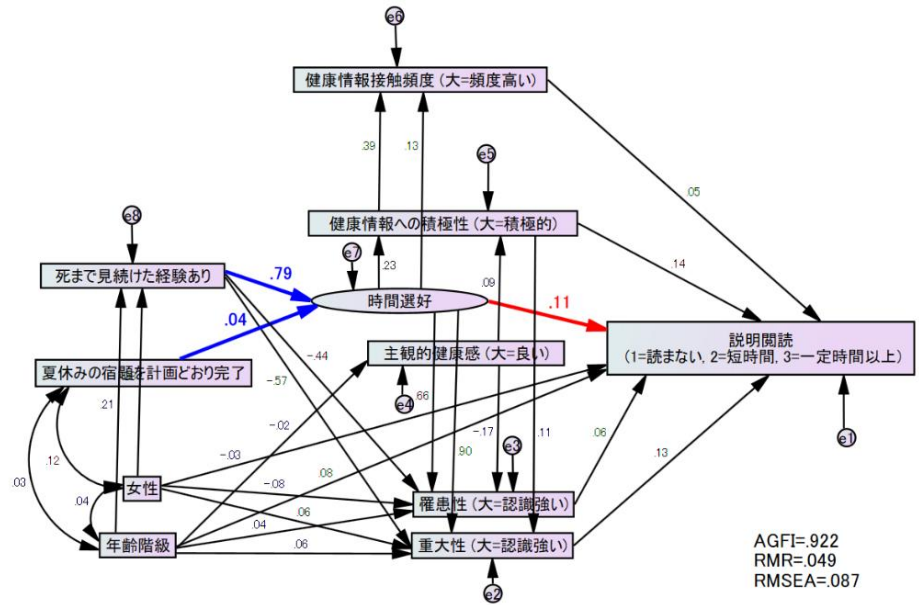 e6
健康情報接触頻度（大=頻度高い）
.39
.13
e5
.05
e8
健康情報への積極性（大=積極的）
e7
死まで見続けた経験あり
.79
.23
.09
.14
時間選好
.11
.04
説明閲読
（1=読まない, 2=短時間, 3=一定時間以上）
-.44
主観的健康感（大=良い）
夏休みの宿題を計画どおり完了
-.57
e4
.66
.21
-.02
-.17
.11
e3
e1
.12
-.03
.90
.06
.13
.03
女性
.08
-.08
罹患性（大=認識強い）
.04
.06
.04
年齢階級
.06
重大性（大=認識強い）
e2
AGFI=.922
RMR=.049
RMSEA=.087